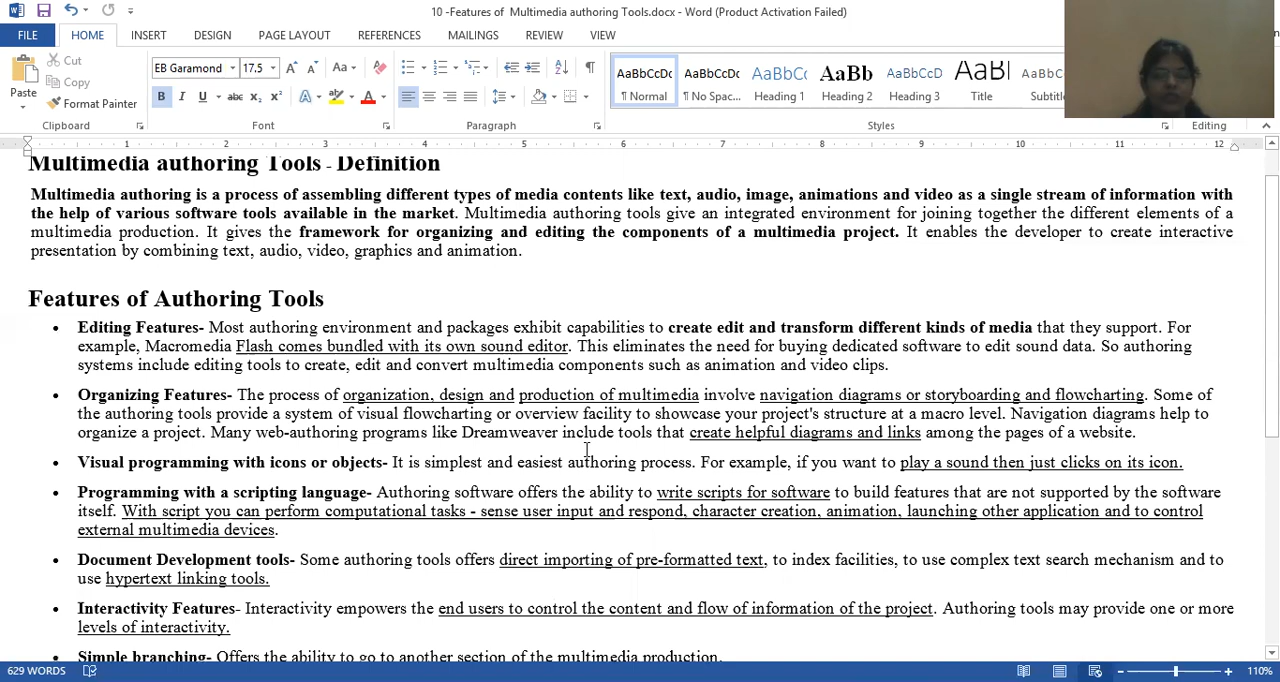 10 -Features of  Multimedia authoring Tools.docx - Word (Product Activation Failed)
FILE HOME INSERT DESIGN PAGE LAYOUT REFERENCES MAILINGS REVIEW VIEW
Cut
Copy
Format Painter
Paste
EB Garamond 17.5
AaBbCcDc AaBbCcDc AaBbCc AaBb AaBbCcD AaBbCcD
¶ Normal ¶ No Spac... Heading 1 Heading 2 Heading 3 Title Subtitle
Clipboard Font Paragraph Styles Editing
1 2 3 4 5 6 7 8 9 10 11 12
Multimedia authoring Tools - Definition
Multimedia authoring is a process of assembling different types of media contents like text, audio, image, animations and video as a single stream of information with
the help of various software tools available in the market. Multimedia authoring tools give an integrated environment for joining together the different elements of a
multimedia production. It gives the framework for organizing and editing the components of a multimedia project. It enables the developer to create interactive
presentation by combining text, audio, video, graphics and animation.
Features of Authoring Tools
• Editing Features- Most authoring environment and packages exhibit capabilities to create edit and transform different kinds of media that they support. For
example, Macromedia Flash comes bundled with its own sound editor. This eliminates the need for buying dedicated software to edit sound data. So authoring
systems include editing tools to create, edit and convert multimedia components such as animation and video clips.
• Organizing Features- The process of organization, design and production of multimedia involve navigation diagrams or storyboarding and flowcharting. Some of
the authoring tools provide a system of visual flowcharting or overview facility to showcase your project's structure at a macro level. Navigation diagrams help to
organize a project. Many web-authoring programs like Dreamweaver include tools that create helpful diagrams and links among the pages of a website.
• Visual programming with icons or objects- It is simplest and easiest authoring process. For example, if you want to play a sound then just clicks on its icon.
• Programming with a scripting language- Authoring software offers the ability to write scripts for software to build features that are not supported by the software
itself. With script you can perform computational tasks - sense user input and respond, character creation, animation, launching other application and to control
external multimedia devices.
• Document Development tools- Some authoring tools offers direct importing of pre-formatted text, to index facilities, to use complex text search mechanism and to
use hypertext linking tools.
• Interactivity Features- Interactivity empowers the end users to control the content and flow of information of the project. Authoring tools may provide one or more
levels of interactivity.
• Simple branching- Offers the ability to go to another section of the multimedia production.
629 WORDS 110%